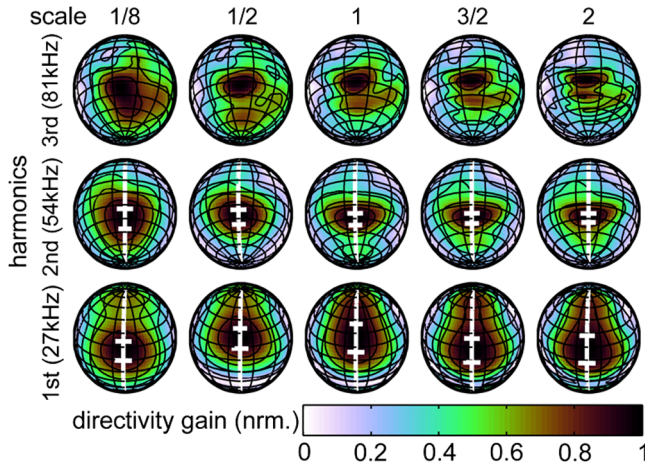 scale 1/8 1/2 1 3/2 2
harmonics
3rd (81kHz)
2nd (54kHz)
1st (27kHz)
directivity gain (nrm.)
0 0.2 0.4 0.6 0.8 1